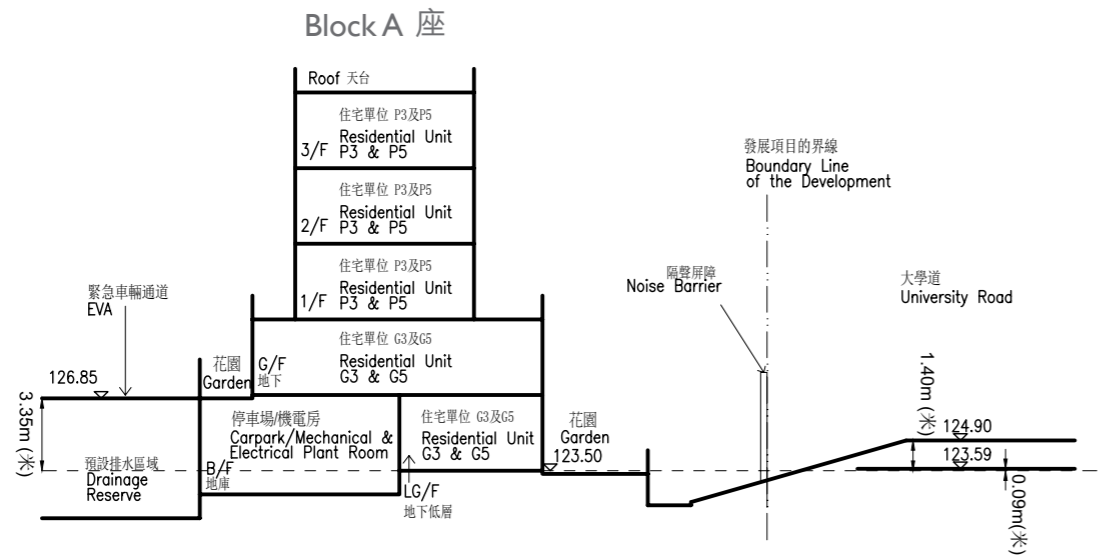 Block A 座
Roof 天台
住宅單位 P3及P5
Residential Unit
3/F P3 & P5
住宅單位 P3及P5
Residential Unit
2/F P3 & P5
住宅單位 P3及P5
Residential Unit
1/F P3 & P5
發展項目的界線
Boundary Line
of the Development
隔聲屏障
Noise Barrier
大學道
University Road
緊急車輛通道
EVA
126.85
3.35m (米)
花園
Garden
G/F
地下
住宅單位 G3及G5
Residential Unit
G3 & G5
停車場/機電房
Carpark/Mechanical &
Electrical Plant Room
住宅單位 G3及G5
Residential Unit
G3 & G5
花園
Garden
123.50
預設排水區域
Drainage
Reserve
B/F
地庫
LG/F
地下低層
1.40m (米)
124.90
123.59
0.09m(米)